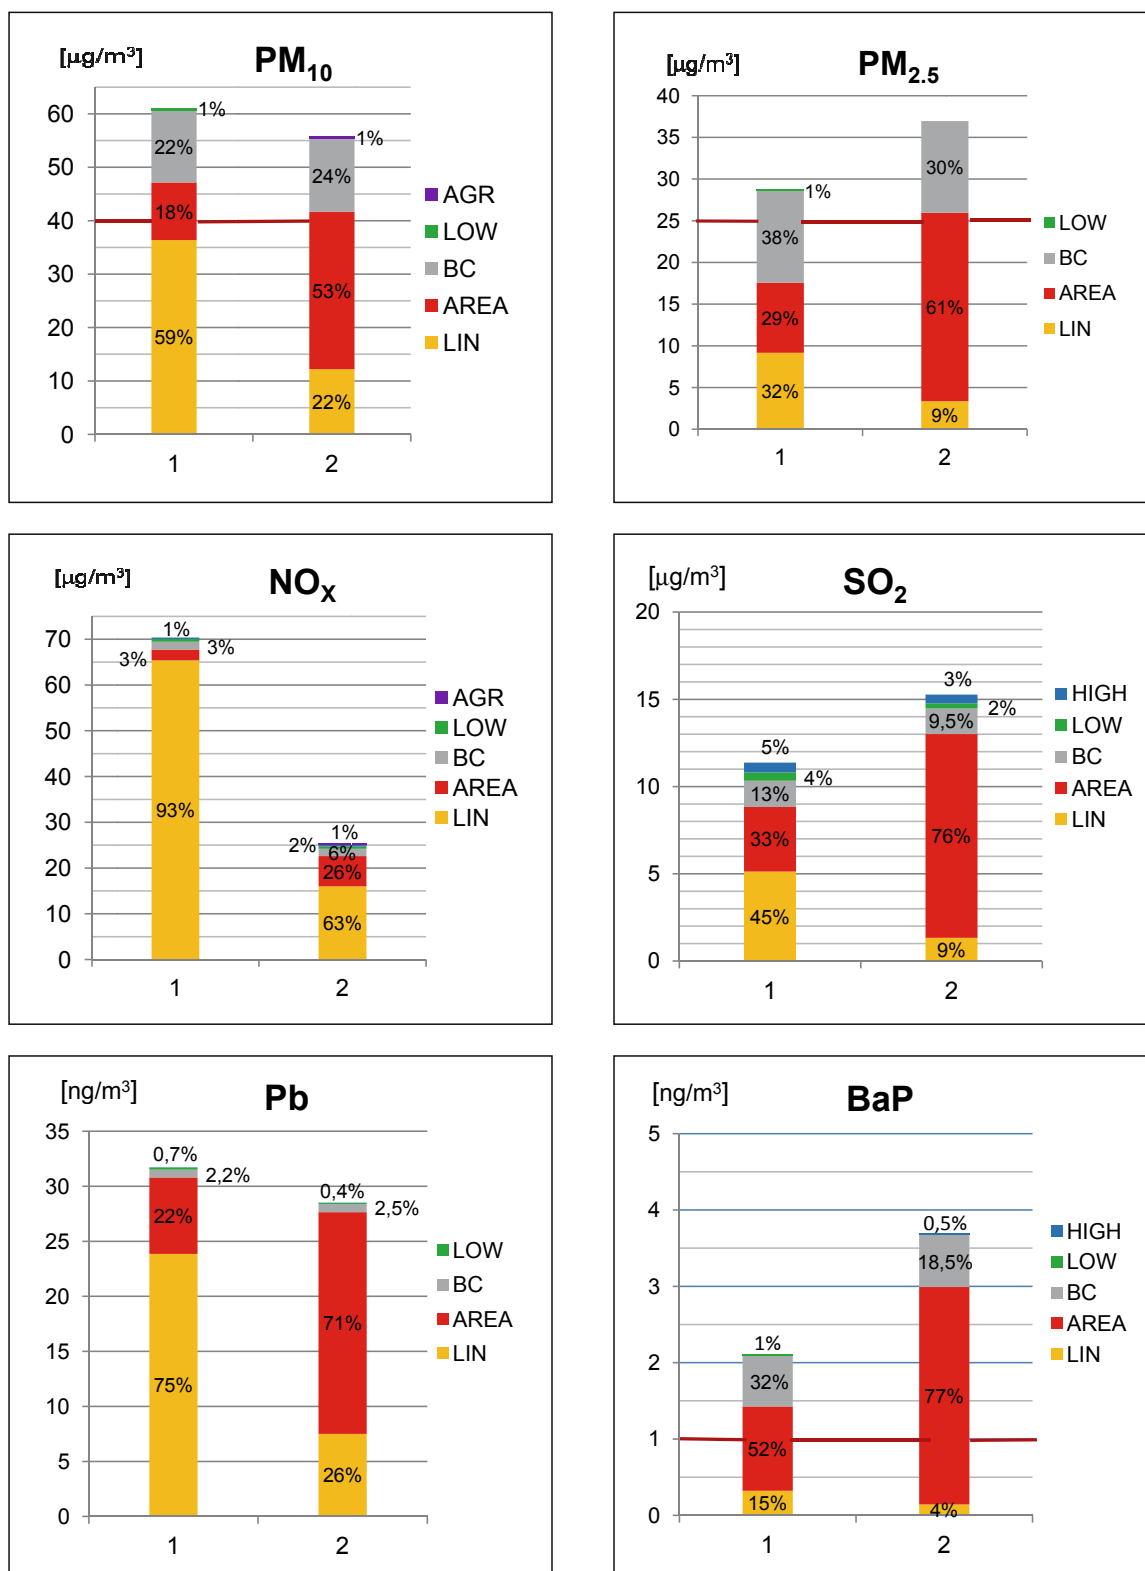 [μg/m³] PM₁₀
60
50
40
30
20
10
0
1%
22%
18%
59%
1%
24%
53%
22%
1 2
AGR
LOW
BC
AREA
LIN
[μg/m³] PM₂.₅
40
35
30
25
20
15
10
5
0
1%
38%
29%
32%
30%
61%
9%
1 2
LOW
BC
AREA
LIN
[μg/m³] NOₓ
70
60
50
40
30
20
10
0
1%
3%
3%
93%
1%
2%
6%
26%
63%
1 2
AGR
LOW
BC
AREA
LIN
[μg/m³] SO₂
20
15
10
5
0
5%
4%
13%
33%
45%
3%
2%
9,5%
76%
9%
1 2
HIGH
LOW
BC
AREA
LIN
[ng/m³] Pb
35
30
25
20
15
10
5
0
0,7%
2,2%
22%
75%
0,4%
2,5%
71%
26%
1 2
LOW
BC
AREA
LIN
[ng/m³] BaP
5
4
3
2
1
0
1%
32%
52%
15%
0,5%
18,5%
77%
4%
1 2
HIGH
LOW
BC
AREA
LIN